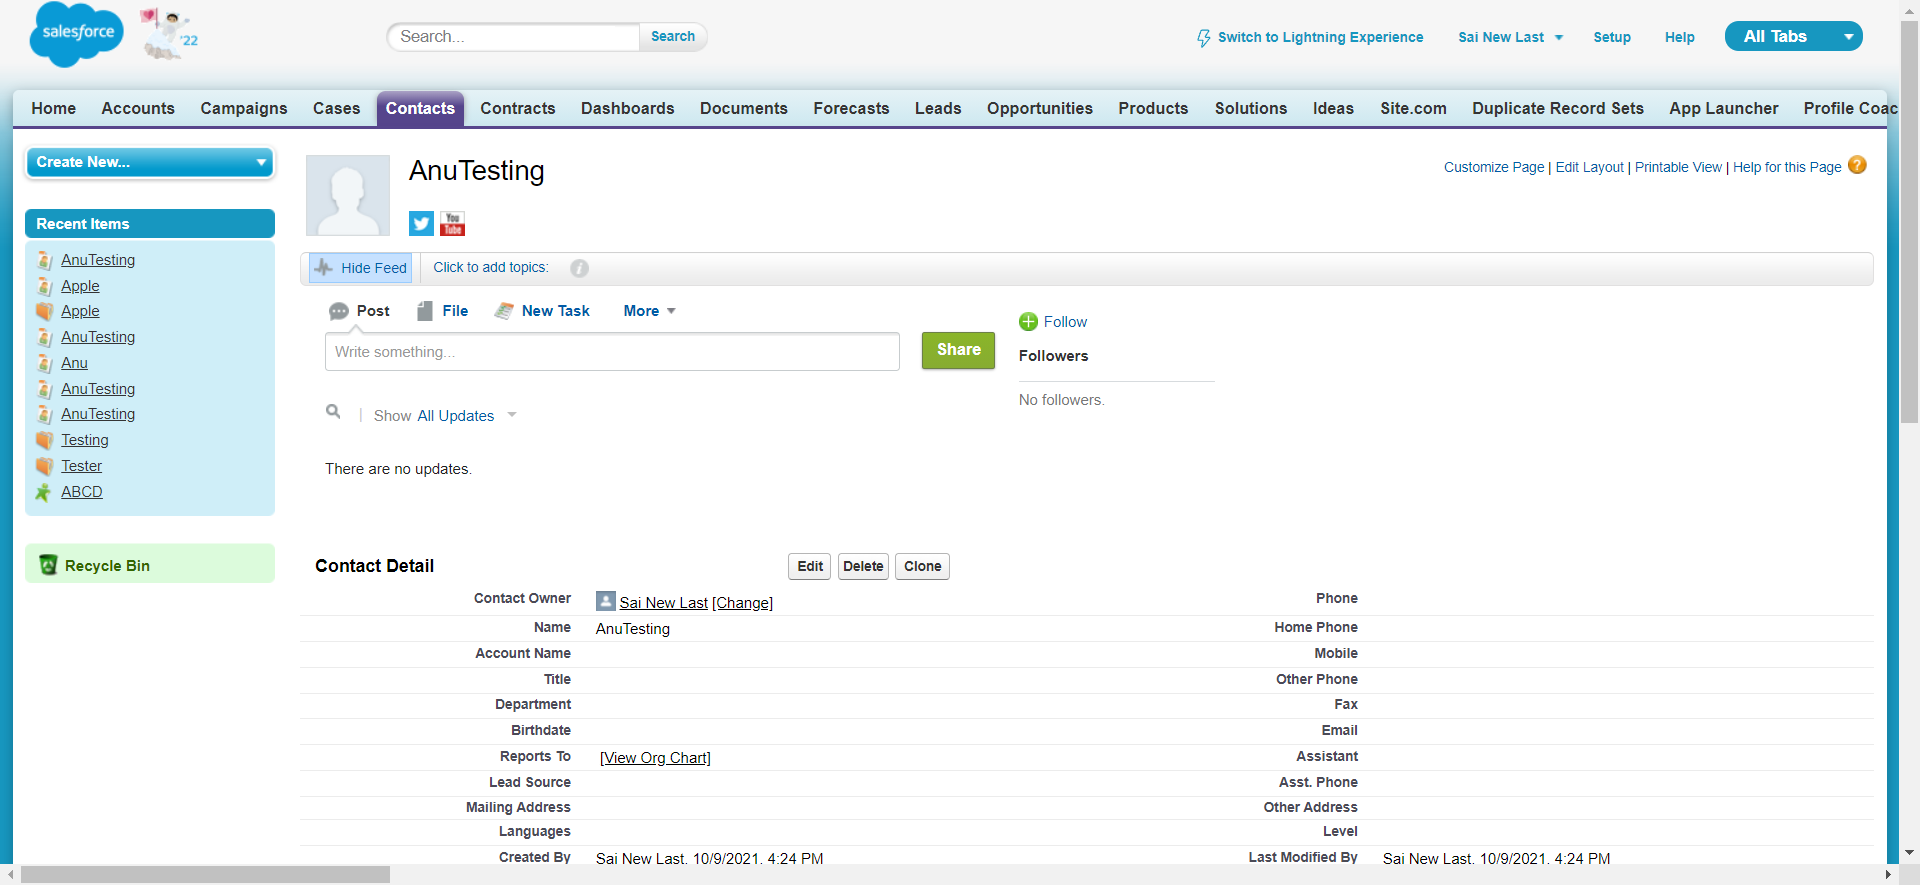 salesforce
'22
Search...
Search
Switch to Lightning Experience
Sai New Last
Setup
Help
All Tabs
Home Accounts Campaigns Cases Contacts Contracts Dashboards Documents Forecasts Leads Opportunities Products Solutions Ideas Site.com Duplicate Record Sets App Launcher Profile Coac
Create New...
Recent Items
AnuTesting
Apple
Apple
AnuTesting
Anu
AnuTesting
AnuTesting
Testing
Tester
ABCD
Recycle Bin
AnuTesting
You
Tube
Customize Page | Edit Layout | Printable View | Help for this Page ?
Hide Feed
Click to add topics:
i
Post File New Task More
Write something...
Share
Follow
Followers
No followers.
Show All Updates
There are no updates.
Contact Detail
Edit Delete Clone
Contact Owner Sai New Last [Change] Phone
Name AnuTesting Home Phone
Account Name Mobile
Title Other Phone
Department Fax
Birthdate Email
Reports To [View Org Chart] Assistant
Lead Source Asst. Phone
Mailing Address Other Address
Languages Level
Created By Sai New Last, 10/9/2021, 4:24 PM Last Modified By Sai New Last, 10/9/2021, 4:24 PM